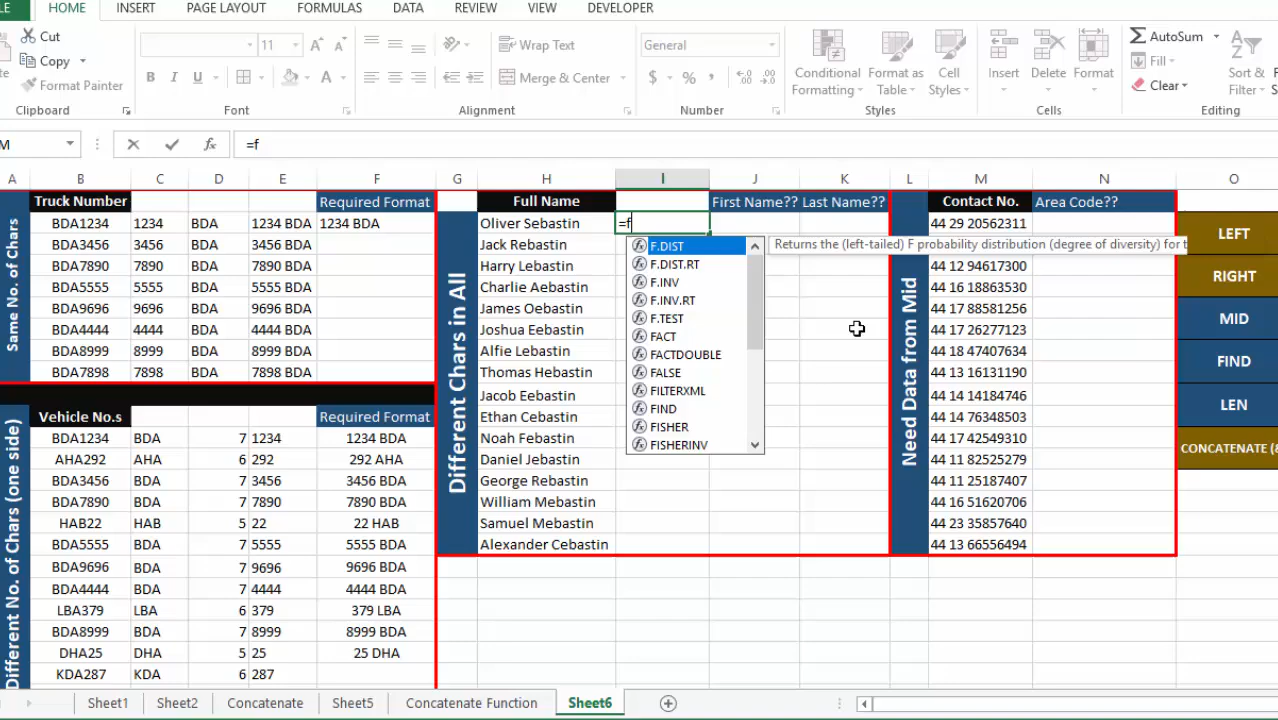 LE HOME INSERT PAGE LAYOUT FORMULAS DATA REVIEW VIEW DEVELOPER
Cut
Copy
Format Painter
Clipboard
11 A A
B I U A
Font
Wrap Text
Merge & Center
Alignment
General
$ % ,
Number
Conditional Formatting
Format as Table
Cell Styles
Styles
Insert Delete Format
Cells
AutoSum
Fill
Clear
Sort & Filter
Editing
M fx =f
A B C D E F G H I J K L M N O
Same No. of Chars
Truck Number Required Format
BDA1234 1234 BDA 1234 BDA 1234 BDA
BDA3456 3456 BDA 3456 BDA
BDA7890 7890 BDA 7890 BDA
BDA5555 5555 BDA 5555 BDA
BDA9696 9696 BDA 9696 BDA
BDA4444 4444 BDA 4444 BDA
BDA8999 8999 BDA 8999 BDA
BDA7898 7898 BDA 7898 BDA
Different No. of Chars (one side)
Vehicle No.s Required Format
BDA1234 BDA 7 1234 1234 BDA
AHA292 AHA 6 292 292 AHA
BDA3456 BDA 7 3456 3456 BDA
BDA7890 BDA 7 7890 7890 BDA
HAB22 HAB 5 22 22 HAB
BDA5555 BDA 7 5555 5555 BDA
BDA9696 BDA 7 9696 9696 BDA
BDA4444 BDA 7 4444 4444 BDA
LBA379 LBA 6 379 379 LBA
BDA8999 BDA 7 8999 8999 BDA
DHA25 DHA 5 25 25 DHA
KDA287 KDA 6 287
Different Chars in All
Full Name First Name?? Last Name??
Oliver Sebastin =f
Jack Rebastin
Harry Lebastin
Charlie Aebastin
James Oebastin
Joshua Eebastin
Alfie Lebastin
Thomas Hebastin
Jacob Eebastin
Ethan Cebastin
Noah Febastin
Daniel Jebastin
George Rebastin
William Mebastin
Samuel Mebastin
Alexander Cebastin
F.DIST
F.DIST.RT
F.INV
F.INV.RT
F.TEST
FACT
FACTDOUBLE
FALSE
FILTERXML
FIND
FISHER
FISHERINV
Returns the (left-tailed) F probability distribution (degree of diversity) for t
Need Data from Mid
Contact No. Area Code??
44 29 20562311
44 12 94617300
44 16 18863530
44 17 88581256
44 17 26277123
44 18 47407634
44 13 16131190
44 14 14184746
44 14 76348503
44 17 42549310
44 11 82525279
44 11 25187407
44 16 51620706
44 23 35857640
44 13 66556494
LEFT
RIGHT
MID
FIND
LEN
CONCATENATE (&
Sheet1 Sheet2 Concatenate Sheet5 Concatenate Function Sheet6